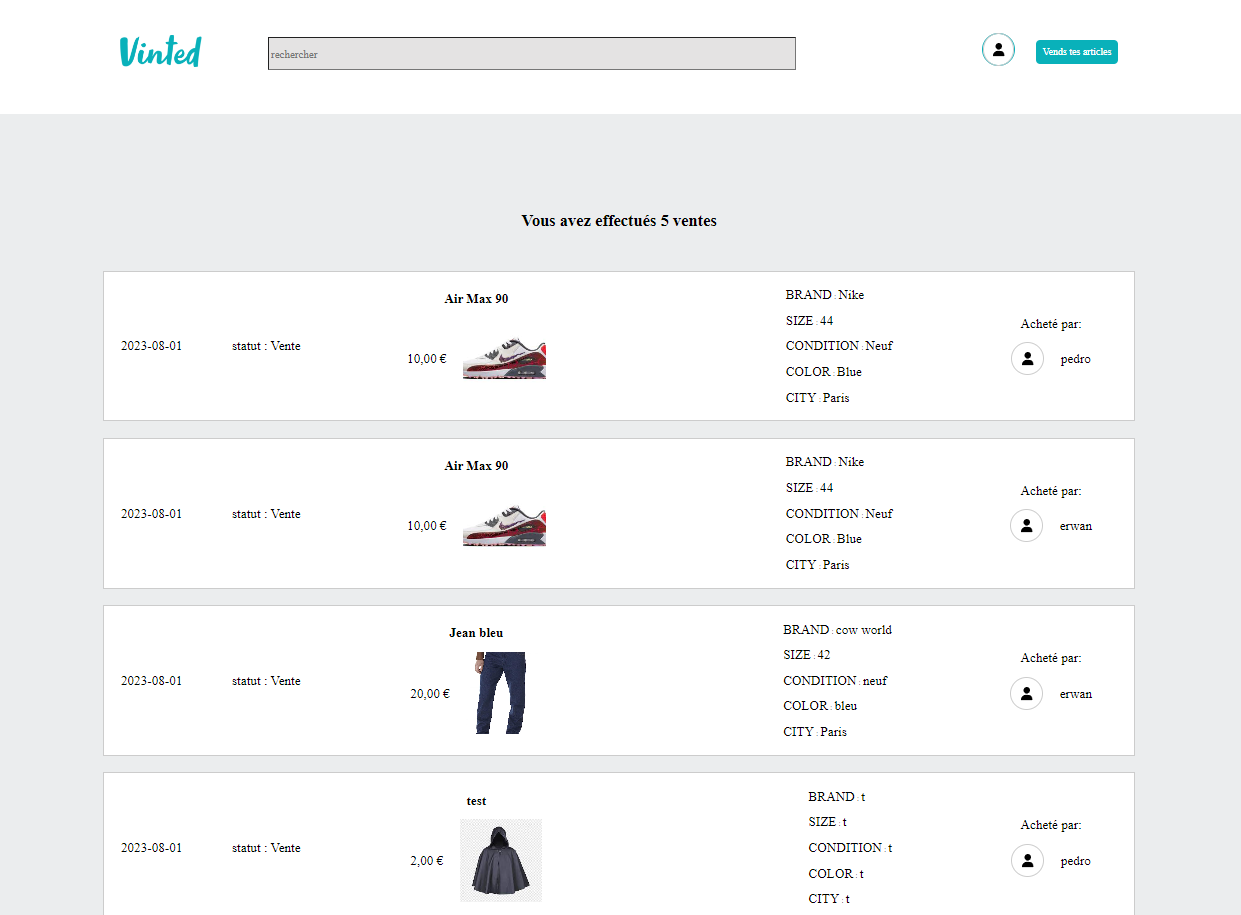 Vinted
rechercher
Vends tes articles
Vous avez effectués 5 ventes
2023-08-01
statut : Vente
Air Max 90
10,00 €
BRAND : Nike
SIZE : 44
CONDITION : Neuf
COLOR : Blue
CITY : Paris
Acheté par:
pedro
2023-08-01
statut : Vente
Air Max 90
10,00 €
BRAND : Nike
SIZE : 44
CONDITION : Neuf
COLOR : Blue
CITY : Paris
Acheté par:
erwan
2023-08-01
statut : Vente
Jean bleu
20,00 €
BRAND : cow world
SIZE : 42
CONDITION : neuf
COLOR : bleu
CITY : Paris
Acheté par:
erwan
2023-08-01
statut : Vente
test
2,00 €
BRAND : t
SIZE : t
CONDITION : t
COLOR : t
CITY : t
Acheté par:
pedro